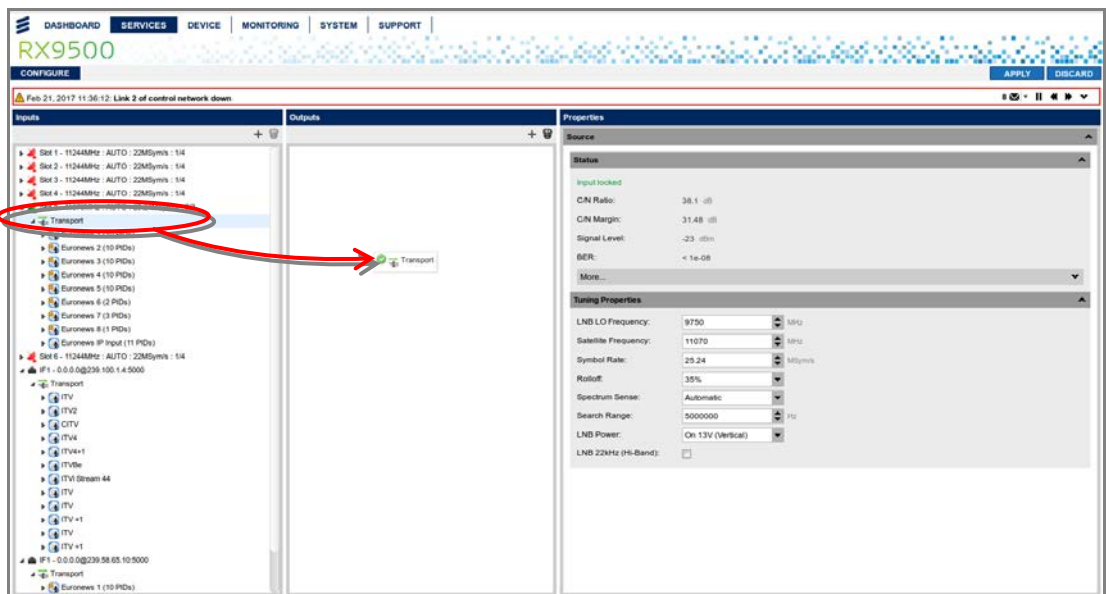 DASHBOARD SERVICES DEVICE MONITORING SYSTEM SUPPORT
RX9500
CONFIGURE
APPLY DISCARD
Feb 21, 2017 11:36:12: Link 2 of control network down
Inputs
Outputs
Properties
Source
Slot 1 - 11244MHz : AUTO : 22MSym/s : 1/4
Slot 2 - 11244MHz : AUTO : 22MSym/s : 1/4
Slot 3 - 11244MHz : AUTO : 22MSym/s : 1/4
Slot 4 - 11244MHz : AUTO : 22MSym/s : 1/4
Transport
Euronews 2 (10 PIDs)
Euronews 3 (10 PIDs)
Euronews 4 (10 PIDs)
Euronews 5 (10 PIDs)
Euronews 6 (2 PIDs)
Euronews 7 (3 PIDs)
Euronews 8 (1 PIDs)
Euronews IP Input (11 PIDs)
Slot 6 - 11244MHz : AUTO : 22MSym/s : 1/4
IF1 - 0.0.0.0@239.100.1.4:5000
Transport
ITV
ITV2
CITV
ITV4
ITV4+1
ITVBe
ITVi Stream 44
ITV
ITV
ITV +1
ITV
ITV +1
IF1 - 0.0.0.0@239.58.65.10:5000
Transport
Euronews 1 (10 PIDs)
Transport
Status
Input locked
C/N Ratio: 38.1 dB
C/N Margin: 31.48 dB
Signal Level: -23 dBm
BER: < 1e-08
More...
Tuning Properties
LNB LO Frequency: 9750 MHz
Satellite Frequency: 11070 MHz
Symbol Rate: 25.24 MSym/s
Rolloff: 35%
Spectrum Sense: Automatic
Search Range: 5000000 Hz
LNB Power: On 13V (Vertical)
LNB 22kHz (Hi-Band):